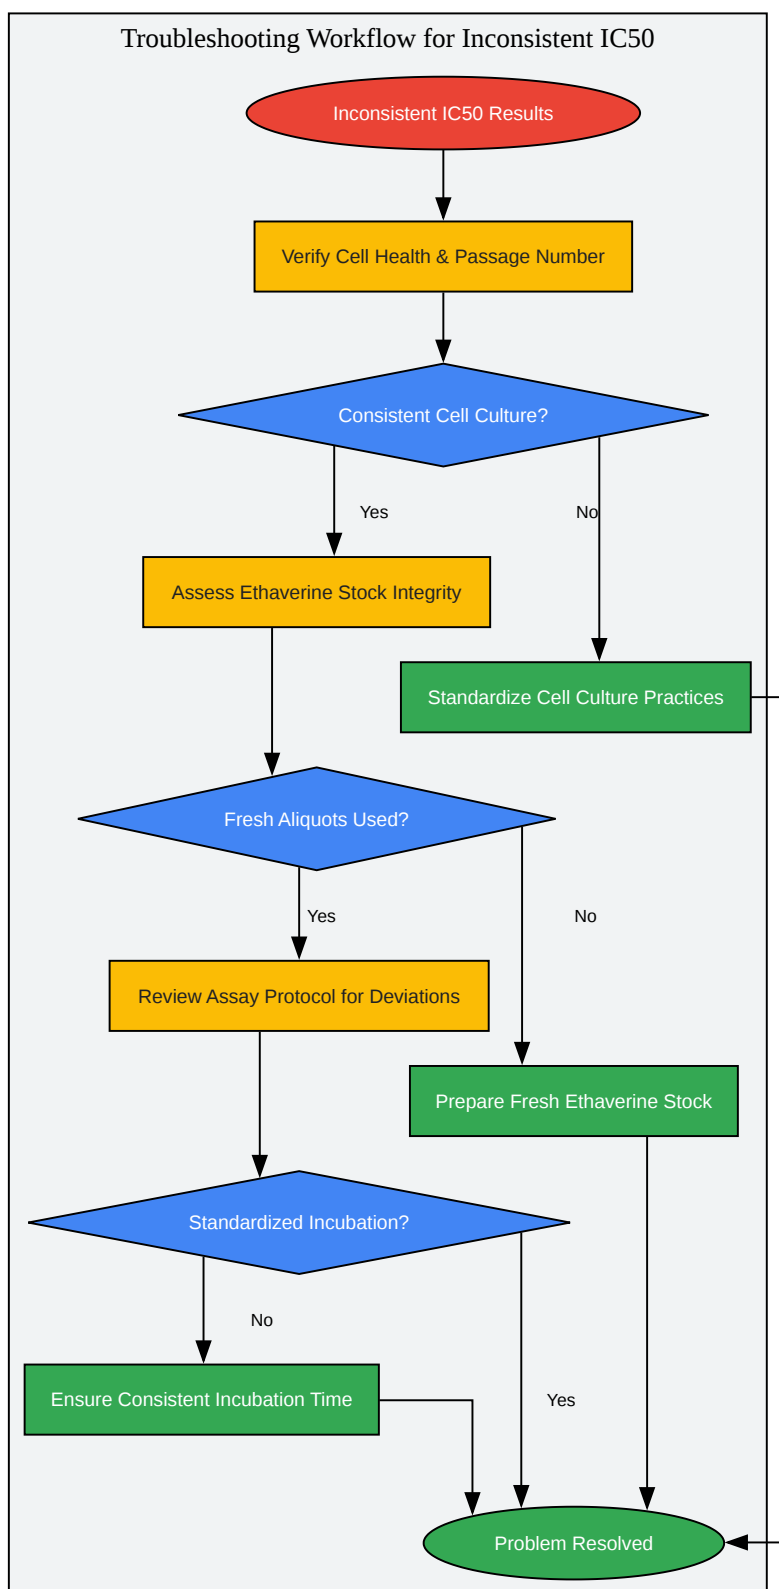 Troubleshooting Workflow for Inconsistent IC50
Inconsistent IC50 Results
Verify Cell Health & Passage Number
Consistent Cell Culture?
Yes
No
Assess Ethaverine Stock Integrity
Standardize Cell Culture Practices
Fresh Aliquots Used?
Yes
No
Review Assay Protocol for Deviations
Prepare Fresh Ethaverine Stock
Standardized Incubation?
No
Ensure Consistent Incubation Time
Yes
Problem Resolved